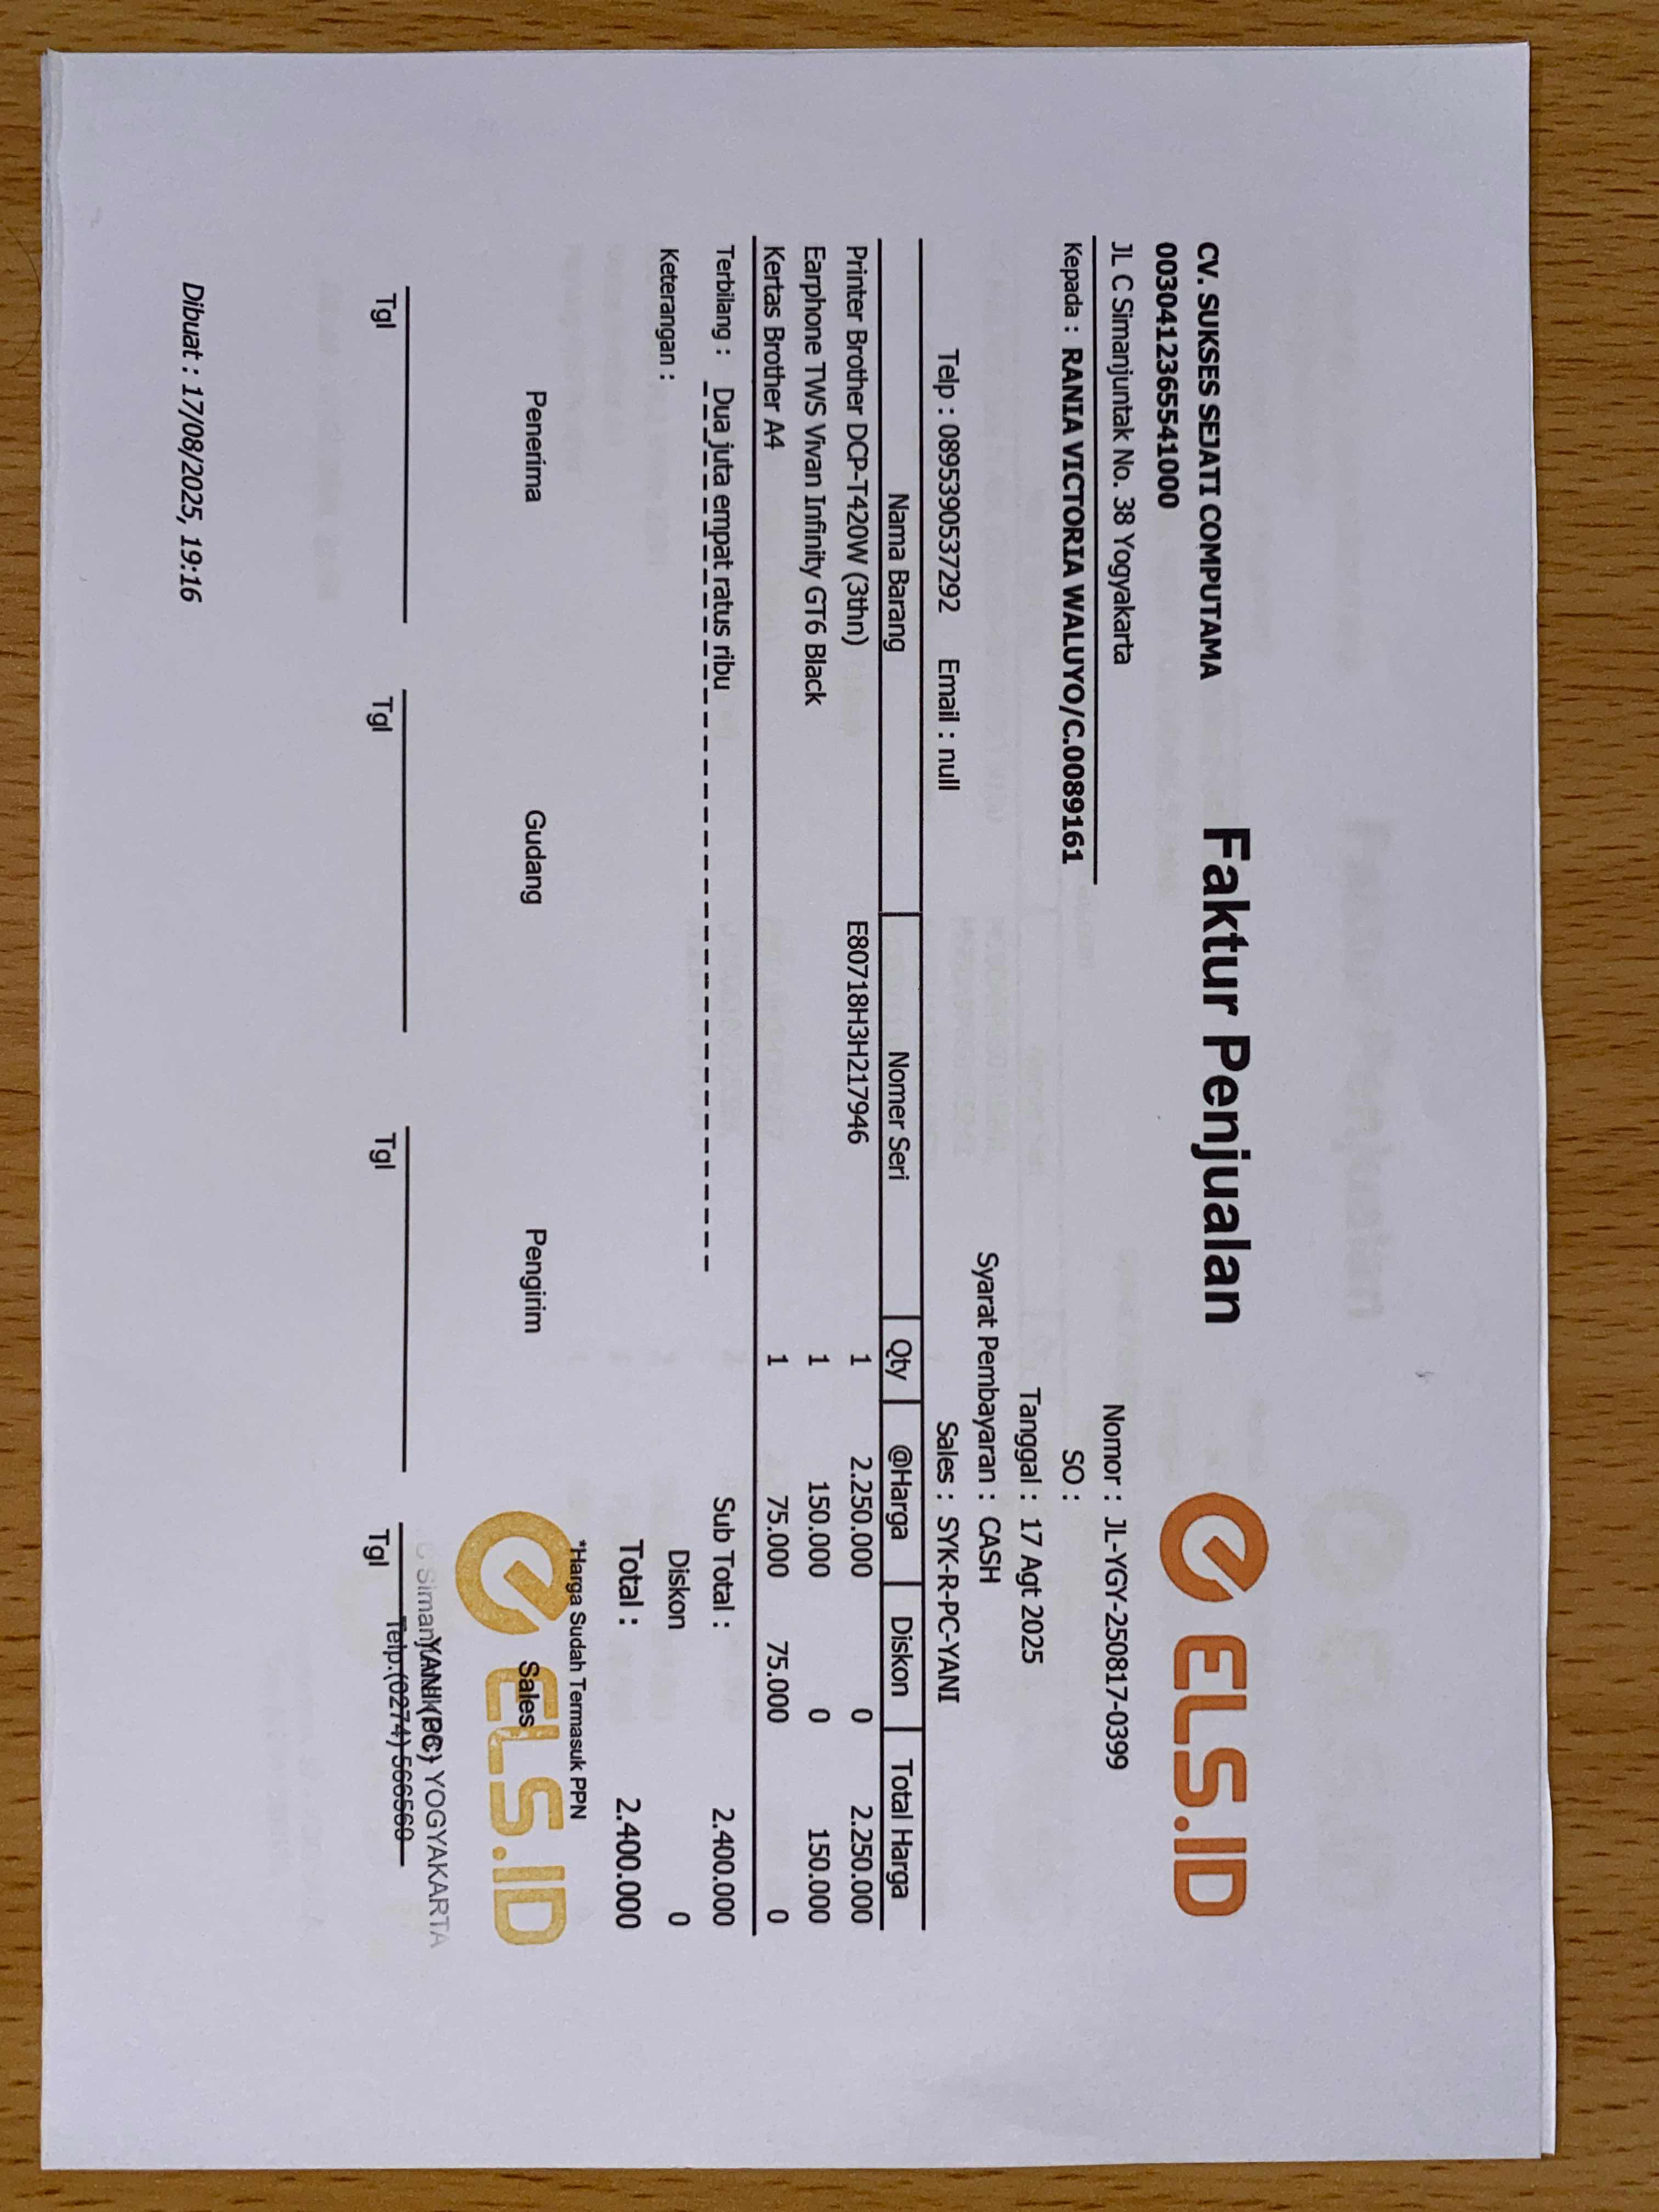 CV. SUKSES SEJATI COMPUTAMA
0030412365541000
JL C Simanjuntak No. 38 Yogyakarta
Faktur Penjualan
eELS.ID
Kepada : RANIA VICTORIA WALUYO/C.0089161
Nomor : JL-YGY-250817-0399
SO :
Tanggal : 17 Agt 2025
Syarat Pembayaran : CASH
Telp : 0895390537292 Email : null
Sales : SYK-R-PC-YANI
Nama Barang Nomer Seri Qty @Harga Diskon Total Harga
Printer Brother DCP-T420W (3thn) E80718H3H217946 1 2.250.000 0 2.250.000
Earphone TWS Vivan Infinity GT6 Black 1 150.000 0 150.000
Kertas Brother A4 1 75.000 75.000 0
Terbilang : Dua juta empat ratus ribu
Sub Total : 2.400.000
Keterangan :
Diskon 0
Total : 2.400.000
*Harga Sudah Termasuk PPN
Penerima Gudang Pengirim Sales
eELS.ID
YANI (PC) YOGYAKARTA
Telp.(0274) 566560
Tgl Tgl Tgl Tgl
Dibuat : 17/08/2025, 19:16